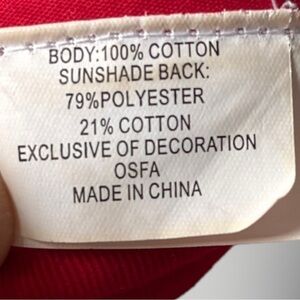 BODY:100% COTTON
SUNSHADE BACK:
79%POLYESTER
21% COTTON
EXCLUSIVE OF DECORATION
OSFA
MADE IN CHINA